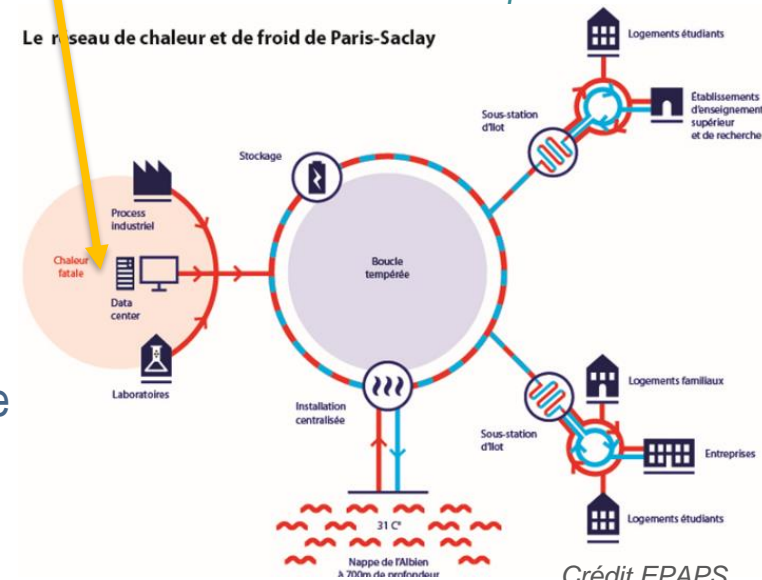 Le réseau de chaleur et de froid de Paris-Saclay
Logements étudiants
Établissements
d'enseignement
supérieur
et de recherche
Sous-station
d'îlot
Stockage
Process
industriel
Chaleur
fatale
Data
center
Laboratoires
Boucle
tempérée
Installation
centralisée
Sous-station
d'îlot
Logements familiaux
Entreprises
Logements étudiants
31 C°
Nappe de l'Albien
à 700m de profondeur
Crédit EPAPS